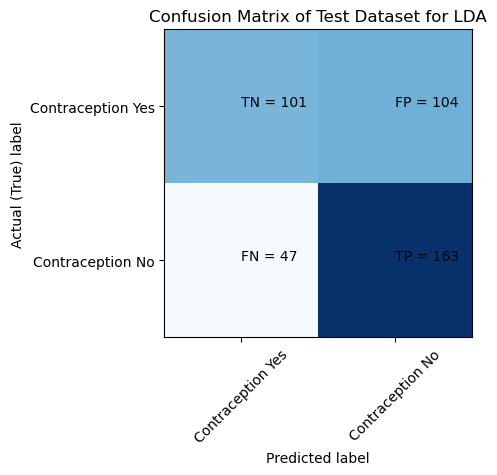 Confusion Matrix of Test Dataset for LDA
Actual (True) label
Contraception Yes
TN = 101
FP = 104
Contraception No
FN = 47
TP = 163
Contraception Yes
Contraception No
Predicted label